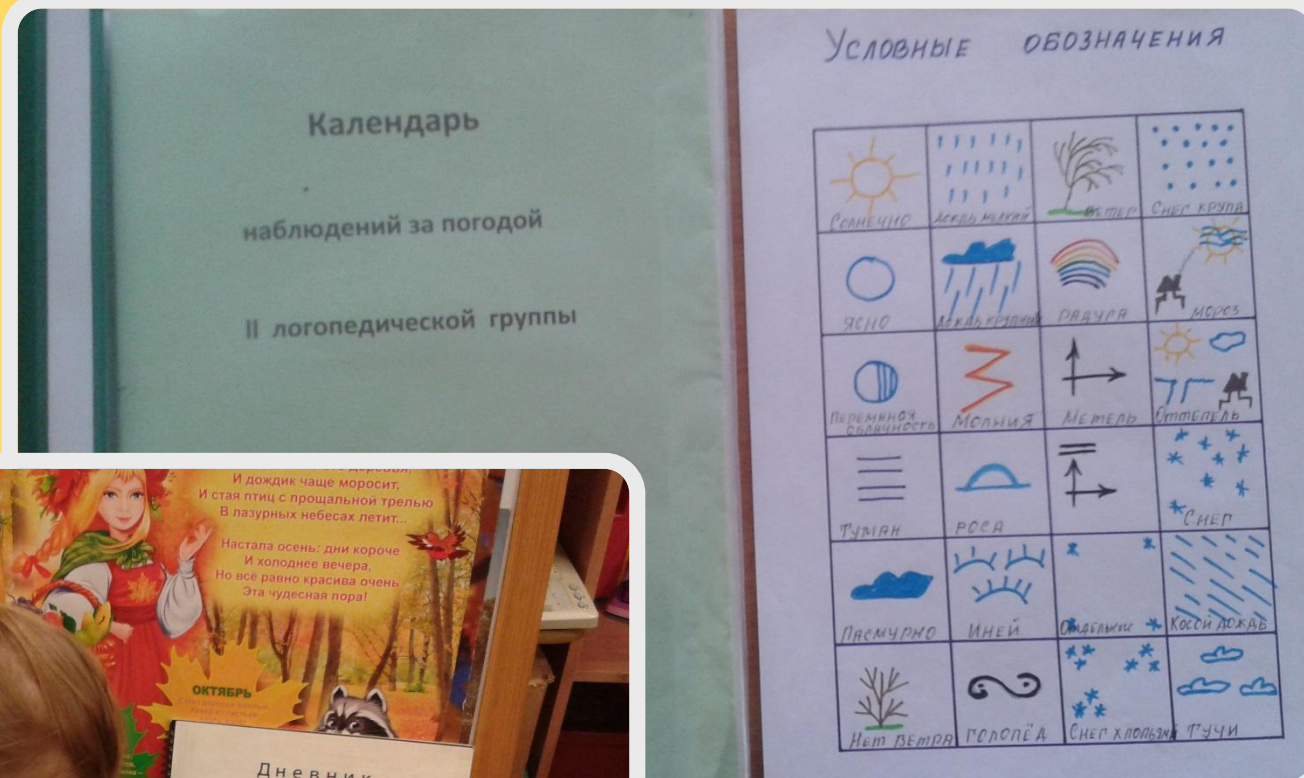 Календарь
наблюдений за погодой
II логопедической группы
УСЛОВНЫЕ ОБОЗНАЧЕНИЯ
СОЛНЕЧНО
ДОЖДЬ МЕЛКИЙ
ВЕТЕР
СНЕГ КРУПА
ЯСНО
ДОЖДЬ КРУПНЫЙ
РАДУГА
МОРОЗ
ПЕРЕМЕННАЯ
ОБЛАЧНОСТЬ
МОЛНИЯ
МЕТЕЛЬ
ОТТЕПЕЛЬ
ТУМАН
РОСА
СНЕГ
ПАСМУРНО
ИНЕЙ
КОСОЙ ДОЖДЬ
НЕТ ВЕТРА
ГОЛОЛЁД
СНЕГ ХЛОПЬЯМИ
ТУЧИ
деревья,
И дождик чаще моросит,
И стая птиц с прощальной трелью
В лазурных небесах летит...
Настала осень: дни короче
И холоднее вечера,
Но всё равно красива очень
Эта чудесная пора!
ОКТЯБРЬ
Дневник